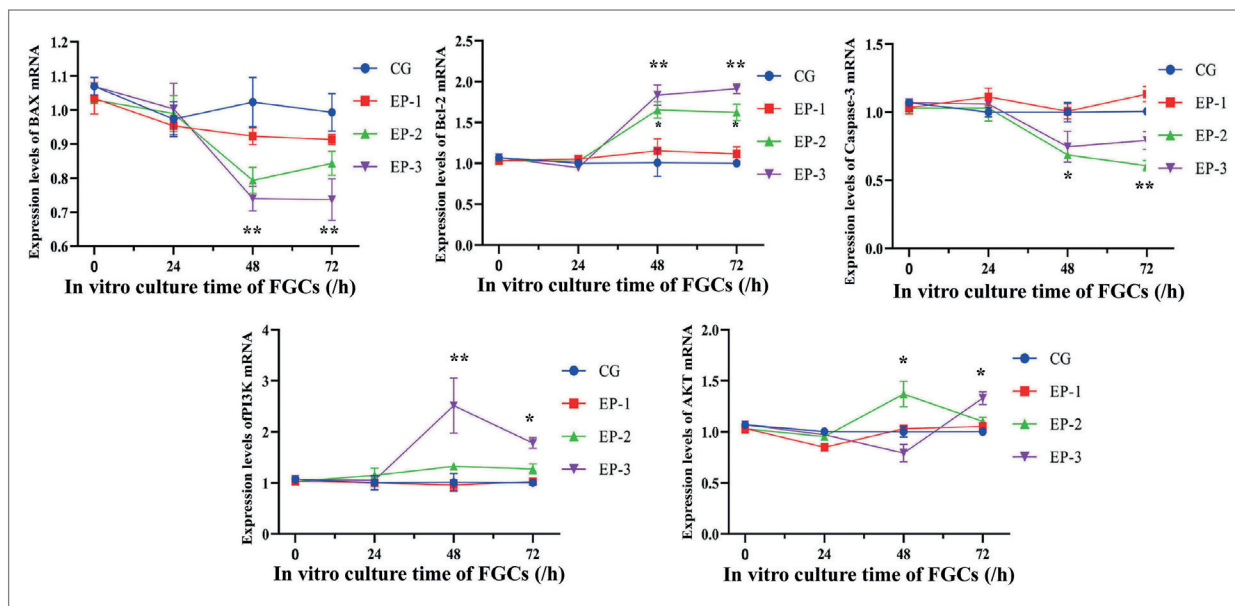 Expression levels of BAX mRNA
1.2
1.1
1.0
0.9
0.8
0.7
0.6
0
24
48
72
** **
CG
EP-1
EP-2
EP-3
In vitro culture time of FGCs (/h)
Expression levels of Bcl-2 mRNA
2.5
2.0
1.5
1.0
0.5
0.0
0
24
48
72
** **
* *
CG
EP-1
EP-2
EP-3
In vitro culture time of FGCs (/h)
Expression levels of Caspase-3 mRNA
1.5
1.0
0.5
0.0
0
24
48
72
* **
CG
EP-1
EP-2
EP-3
In vitro culture time of FGCs (/h)
Expression levels ofPI3K mRNA
4
3
2
1
0
0
24
48
72
** *
CG
EP-1
EP-2
EP-3
In vitro culture time of FGCs (/h)
Expression levels of AKT mRNA
2.0
1.5
1.0
0.5
0.0
0
24
48
72
* *
CG
EP-1
EP-2
EP-3
In vitro culture time of FGCs (/h)